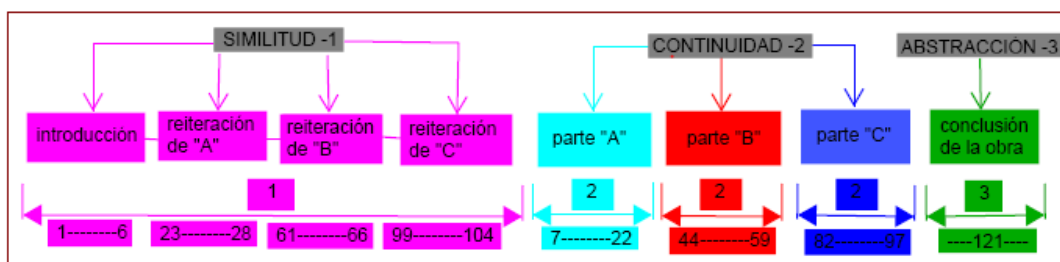 SIMILITUD -1
CONTINUIDAD -2
ABSTRACCIÓN -3
introducción
reiteración
de "A"
reiteración
de "B"
reiteración
de "C"
parte "A"
parte "B"
parte "C"
conclusión
de la obra
1
2
2
2
3
1--------6
23--------28
61--------66
99--------104
7--------22
44--------59
82--------97
----121----